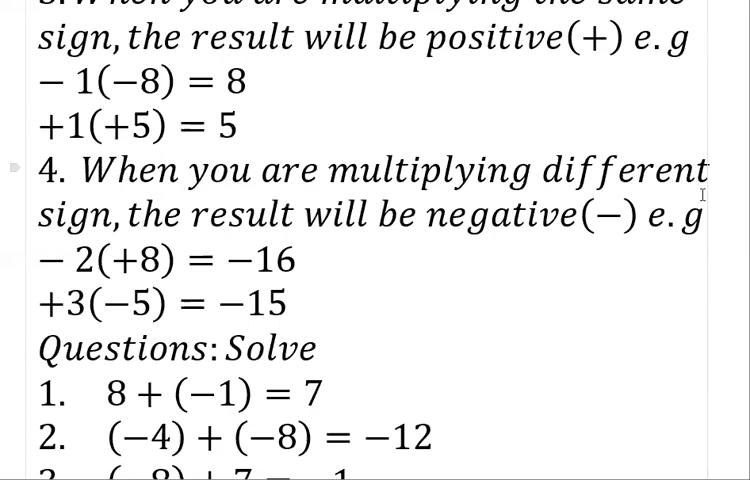 sign, the result will be positive(+) e.g
− 1(−8) = 8
+1(+5) = 5
4. When you are multiplying different
sign, the result will be negative(−) e.g
− 2(+8) = −16
+3(−5) = −15
Questions: Solve
1. 8 + (−1) = 7
2. (−4) + (−8) = −12